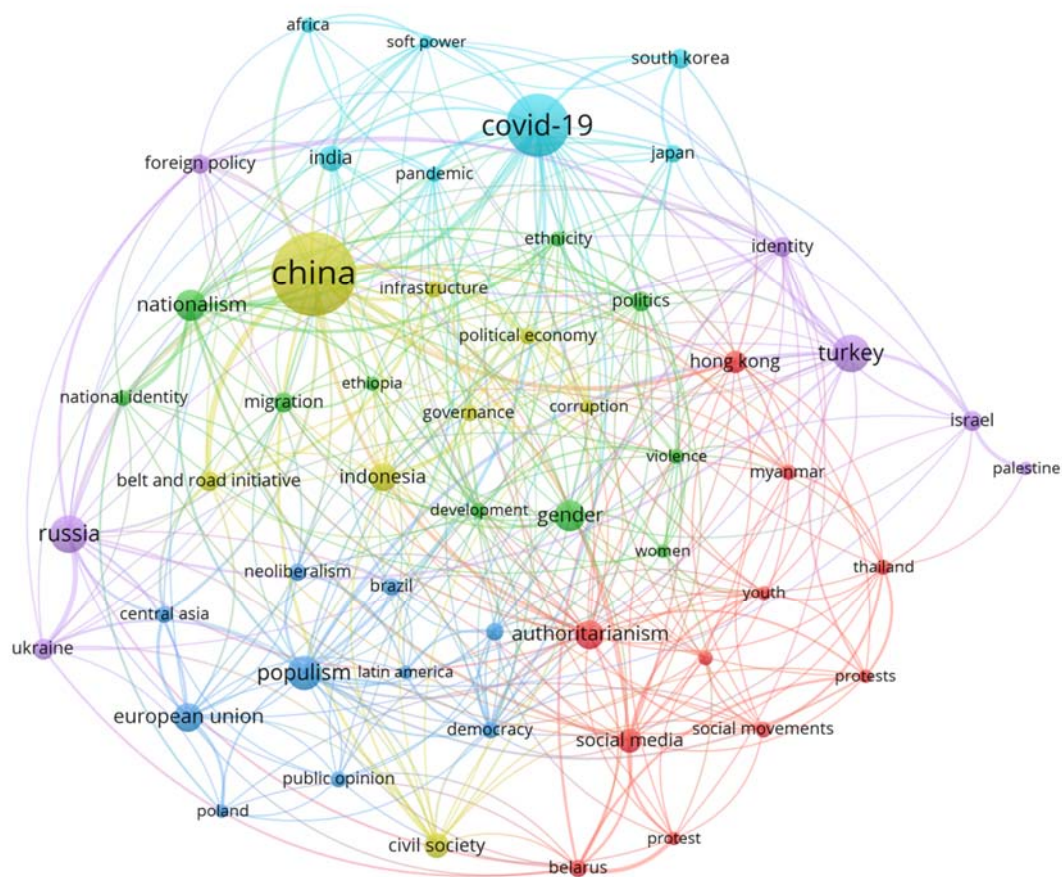 africa
soft power
south korea
covid-19
foreign policy
india
pandemic
japan
ethnicity
identity
china
infrastructure
nationalism
politics
political economy
hong kong
turkey
national identity
migration
ethiopia
governance
corruption
israel
belt and road initiative
indonesia
violence
myanmar
palestine
development
gender
russia
women
neoliberalism
brazil
thailand
youth
central asia
authoritarianism
ukraine
populism
latin america
protests
european union
democracy
social media
social movements
public opinion
poland
civil society
protest
belarus